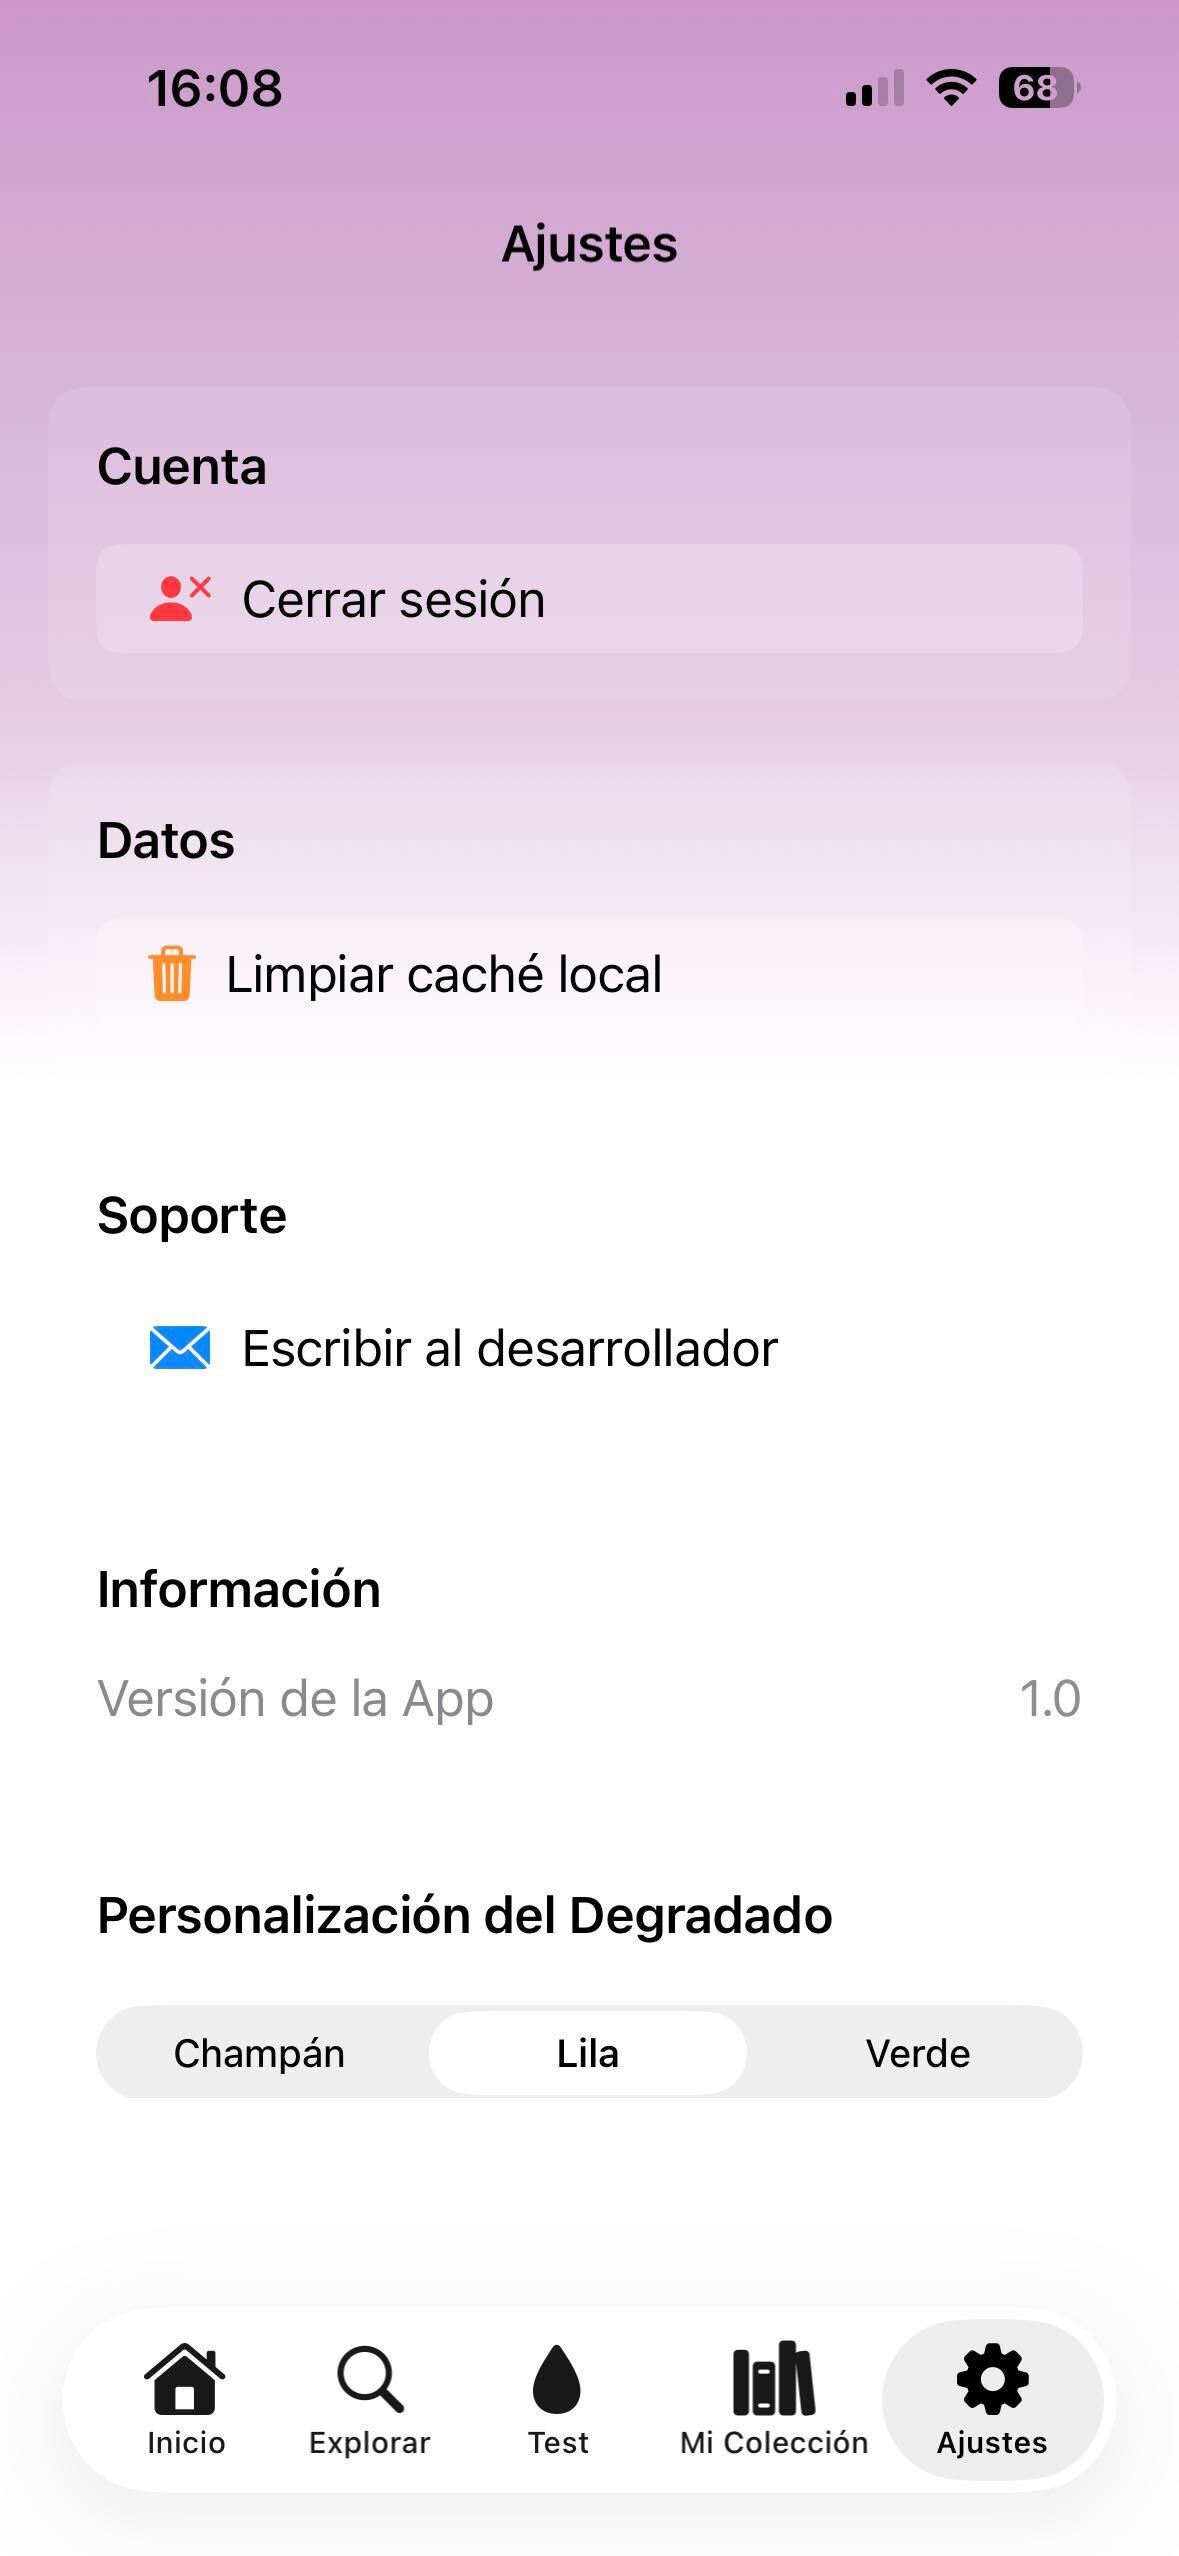 16:08
68
Ajustes
Cuenta
Cerrar sesión
Datos
Limpiar caché local
Soporte
Escribir al desarrollador
Información
Versión de la App 1.0
Personalización del Degradado
Champán Lila Verde
Inicio Explorar Test Mi Colección Ajustes